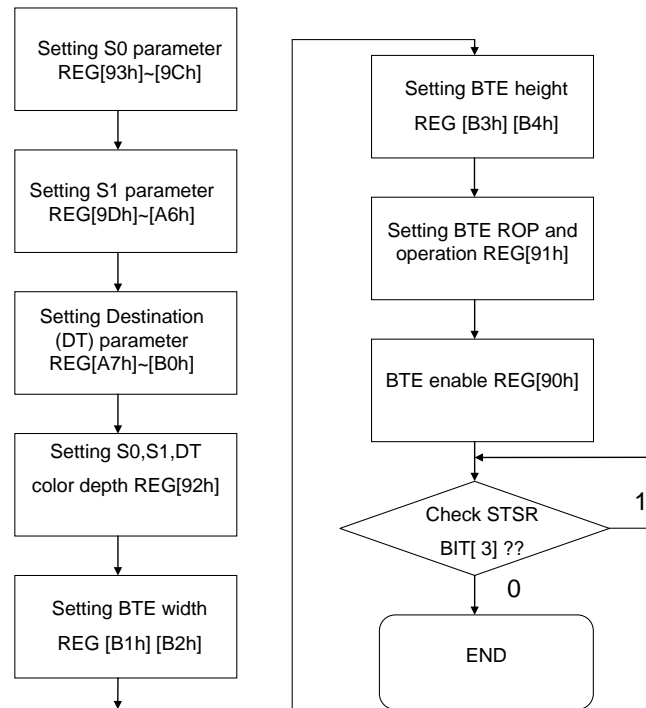 Setting S0 parameter
REG[93h]~[9Ch]
Setting S1 parameter
REG[9Dh]~[A6h]
Setting Destination
(DT) parameter
REG[A7h]~[B0h]
Setting S0,S1,DT
color depth REG[92h]
Setting BTE width
REG [B1h] [B2h]
Setting BTE height
REG [B3h] [B4h]
Setting BTE ROP and
operation REG[91h]
BTE enable REG[90h]
Check STSR
BIT[ 3] ??
1
0
END